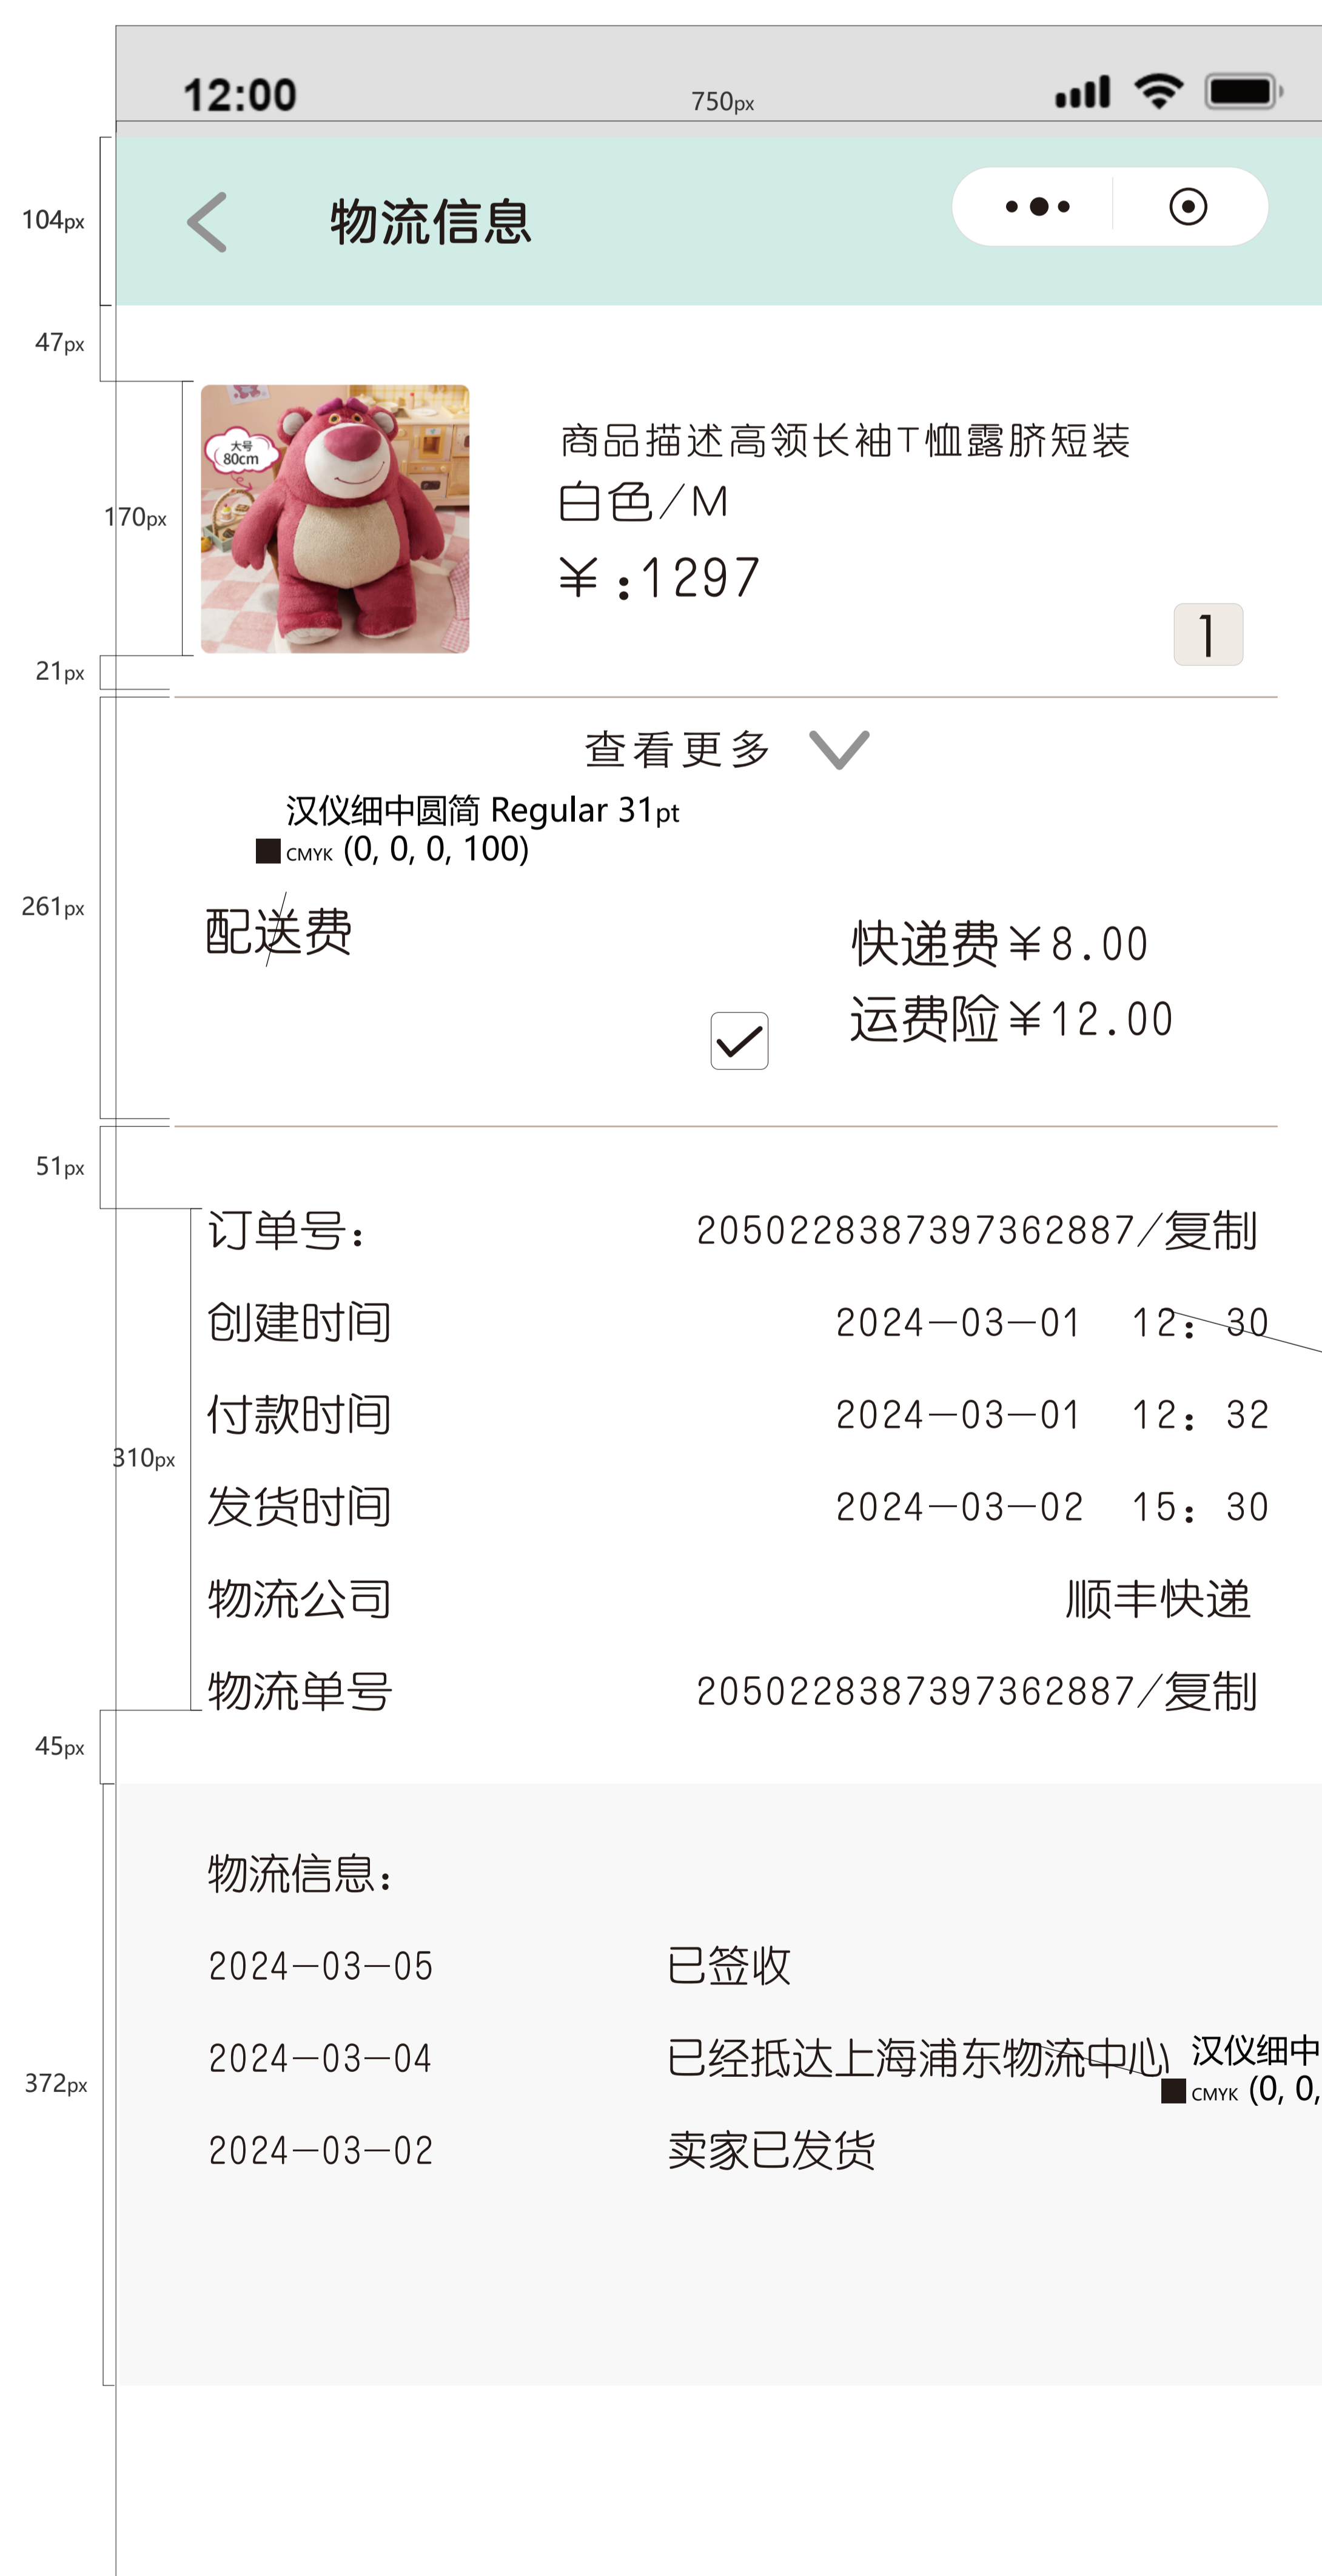 12:00
750px
104px
物流信息
47px
大号
80cm
商品描述高领长袖T恤露脐短装
白色/M
170px
¥:1297
1
21px
查看更多
汉仪细中圆简 Regular 31pt
CMYK (0, 0, 0, 100)
261px
配送费
快递费¥8.00
运费险¥12.00
51px
订单号:
2050228387397362887/复制
创建时间
2024-03-01 12: 30
付款时间
2024-03-01 12: 32
310px
发货时间
2024-03-02 15: 30
物流公司
顺丰快递
物流单号
2050228387397362887/复制
45px
物流信息:
2024-03-05
已签收
2024-03-04
已经抵达上海浦东物流中心
汉仪细中
CMYK (0, 0,
372px
2024-03-02
卖家已发货